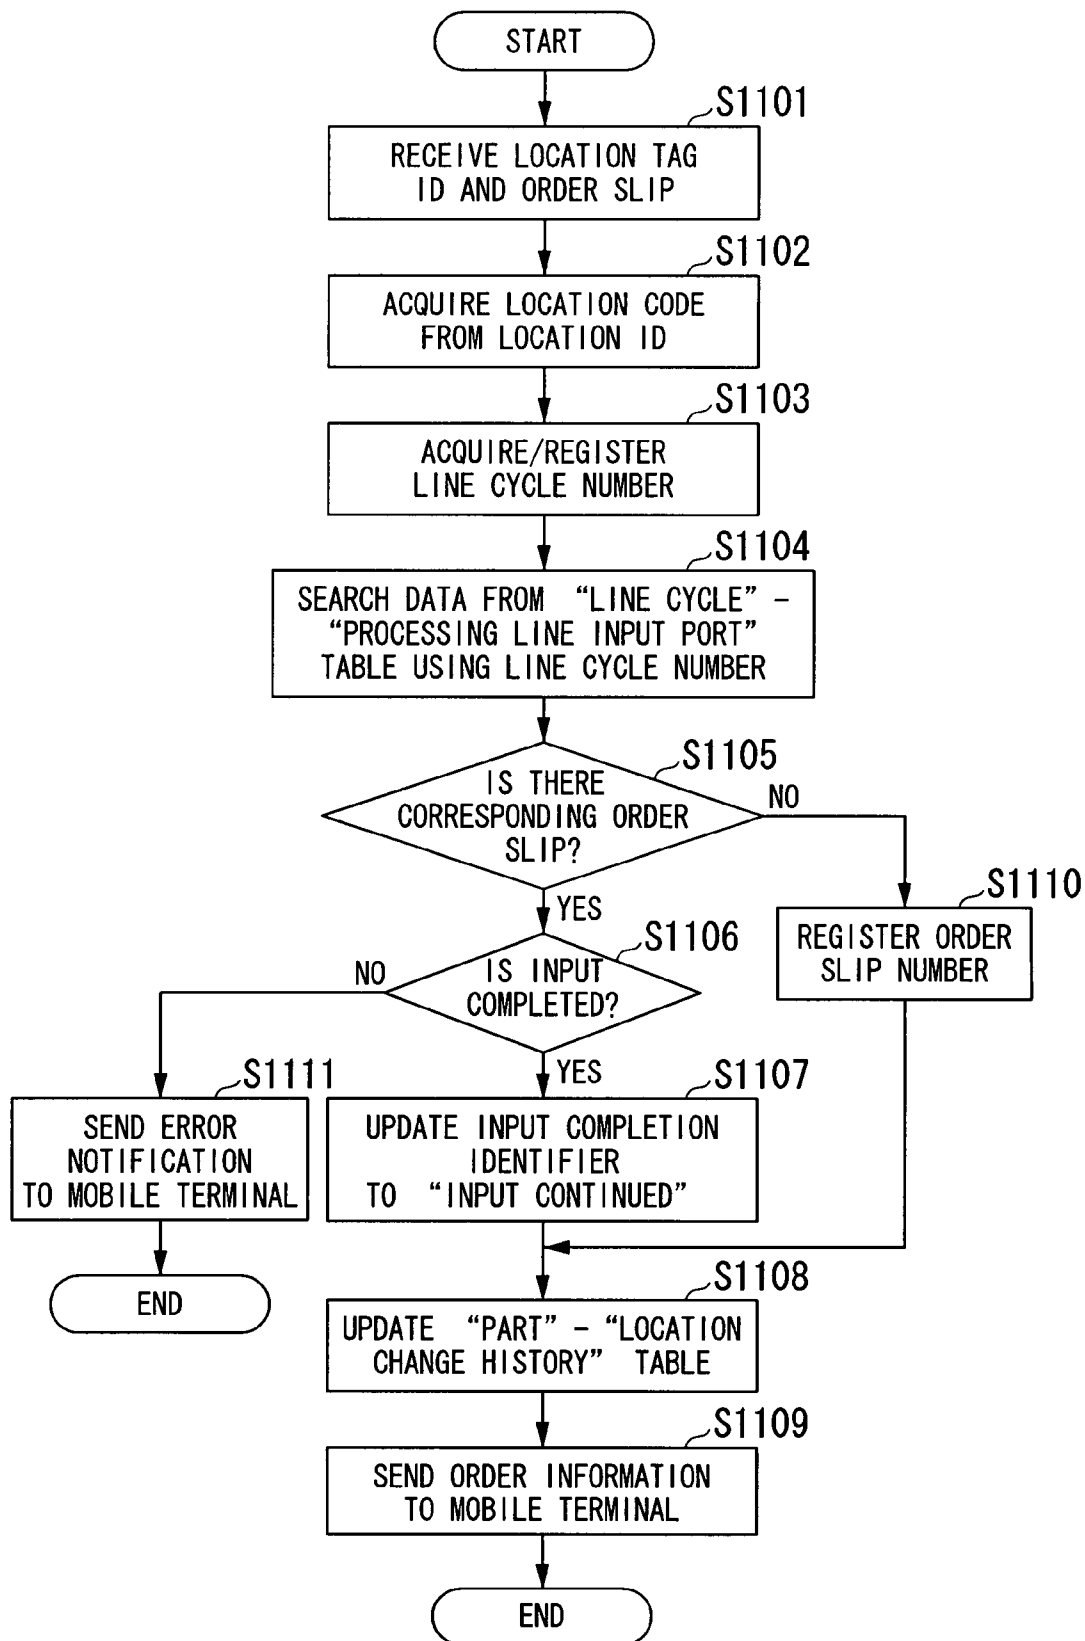 START
S1101
RECEIVE LOCATION TAG
ID AND ORDER SLIP
S1102
ACQUIRE LOCATION CODE
FROM LOCATION ID
S1103
ACQUIRE/REGISTER
LINE CYCLE NUMBER
S1104
SEARCH DATA FROM “LINE CYCLE” –
“PROCESSING LINE INPUT PORT”
TABLE USING LINE CYCLE NUMBER
S1105
IS THERE
CORRESPONDING ORDER
SLIP?
NO
YES
S1110
REGISTER ORDER
SLIP NUMBER
S1106
IS INPUT
COMPLETED?
NO
YES
S1111
SEND ERROR
NOTIFICATION
TO MOBILE TERMINAL
END
S1107
UPDATE INPUT COMPLETION
IDENTIFIER
TO “INPUT CONTINUED”
S1108
UPDATE “PART” – “LOCATION
CHANGE HISTORY” TABLE
S1109
SEND ORDER INFORMATION
TO MOBILE TERMINAL
END